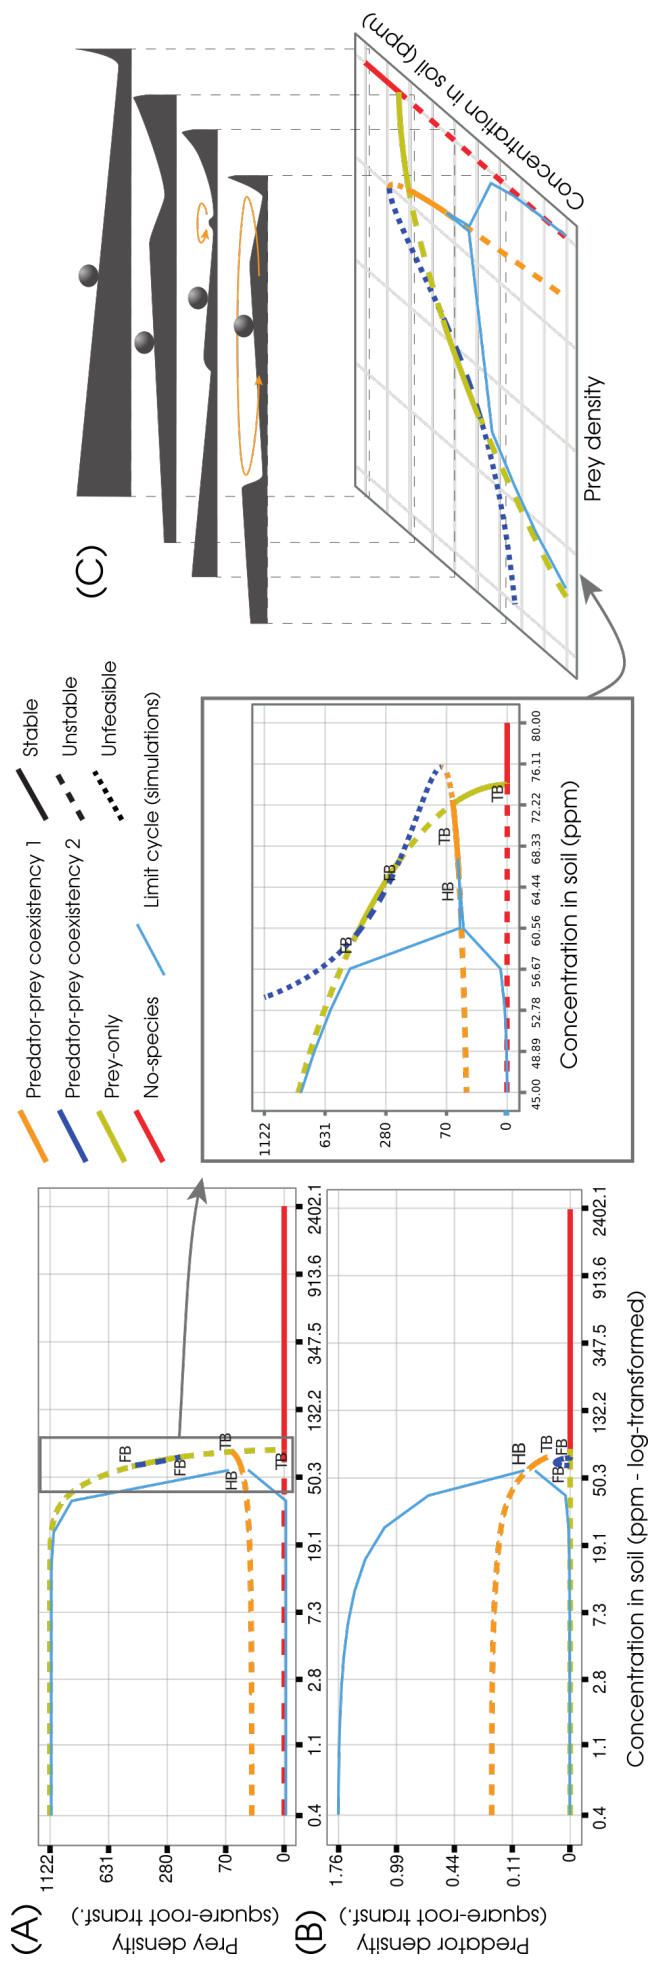 (A)
Prey density
(square-root transf.)
1122
631
280
70
0
FB
FB
TB
HB
TB
0.4
1.1
2.8
7.3
19.1
50.3
132.2
347.5
913.6
2402.1
(B)
Predator density
(square-root transf.)
1.76
0.99
0.44
0.11
0
HB
TB
FB
FB
0.4
1.1
2.8
7.3
19.1
50.3
132.2
347.5
913.6
2402.1
Concentration in soil (ppm - log-transformed)
Predator-prey coexistency 1
Predator-prey coexistency 2
Prey-only
No-species
Stable
Unstable
Unfeasible
Limit cycle (simulations)
1122
631
280
70
0
FB
FB
HB
TB
TB
45.00
48.89
52.78
56.67
60.56
64.44
68.33
72.22
76.11
80.00
Concentration in soil (ppm)
(C)
Prey density
Concentration in soil (ppm)